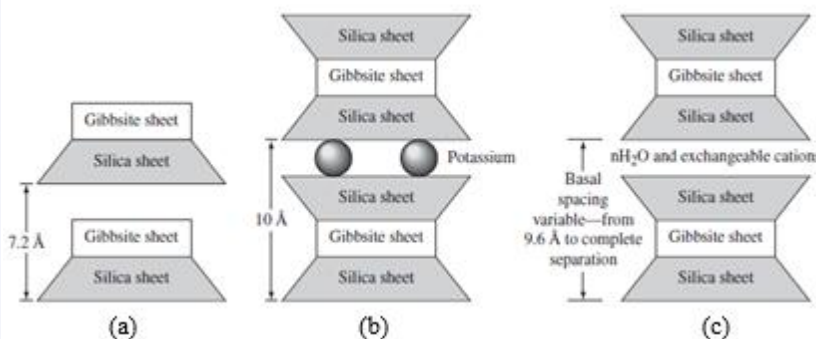 Gibbsite sheet
Silica sheet
7.2 Å
Gibbsite sheet
Silica sheet
(a)
Silica sheet
Gibbsite sheet
Silica sheet
Potassium
10 Å
Silica sheet
Gibbsite sheet
Silica sheet
(b)
Silica sheet
Gibbsite sheet
Silica sheet
nH₂O and exchangeable cations
Basal
spacing
variable—from
9.6 Å to complete
separation
Silica sheet
Gibbsite sheet
Silica sheet
(c)